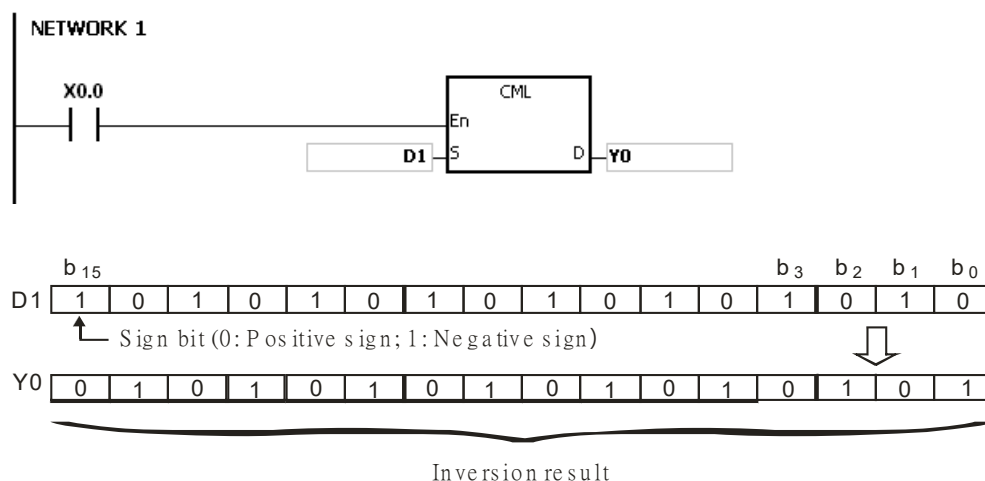 NETWORK 1
X0.0
CML
En
D1 S D Y0
b15 b3 b2 b1 b0
D1 1 0 1 0 1 0 1 0 1 0 1 0 1 0 1 0
Sign bit (0: Positive sign; 1: Negative sign)
Y0 0 1 0 1 0 1 0 1 0 1 0 1 0 1 0 1
Inversion result